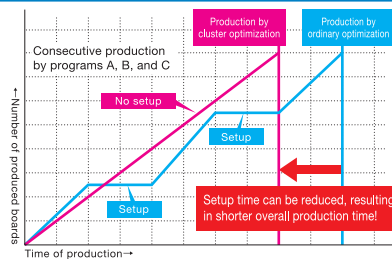 Production by
cluster optimization
Production by
ordinary optimization
Consecutive production
by programs A, B, and C
No setup
Setup
Setup
Setup time can be reduced, resulting
in shorter overall production time!
←Number of produced boards
Time of production→